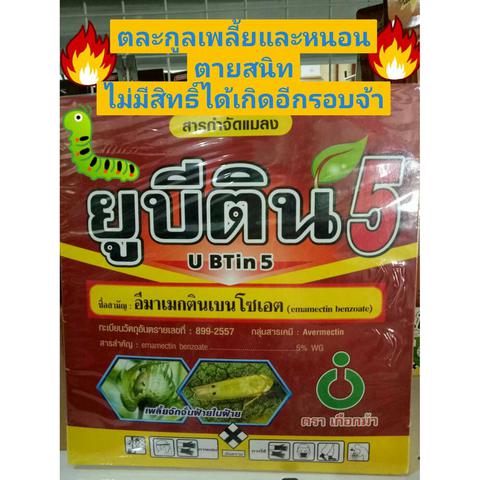 ตละกูลเพลี้ยและหนอน
ตายสนิท
ไม่มีสิทธิ์ได้เกิดอีกรอบจ้า
สารกำจัดแมลง
ยูบีติน 5
U BTin 5
ชื่อสามัญ : อีมาเมกตินเบนโซเอต (emamectin benzoate)
ทะเบียนวัตถุอันตรายเลขที่ : 899-2557 กลุ่มสารเคมี : Avermectin
สารสำคัญ : emamectin benzoate 5% WG
เพลี้ยจักจั่นฝ้ายในฝ้าย
ตรา เกือกม้า